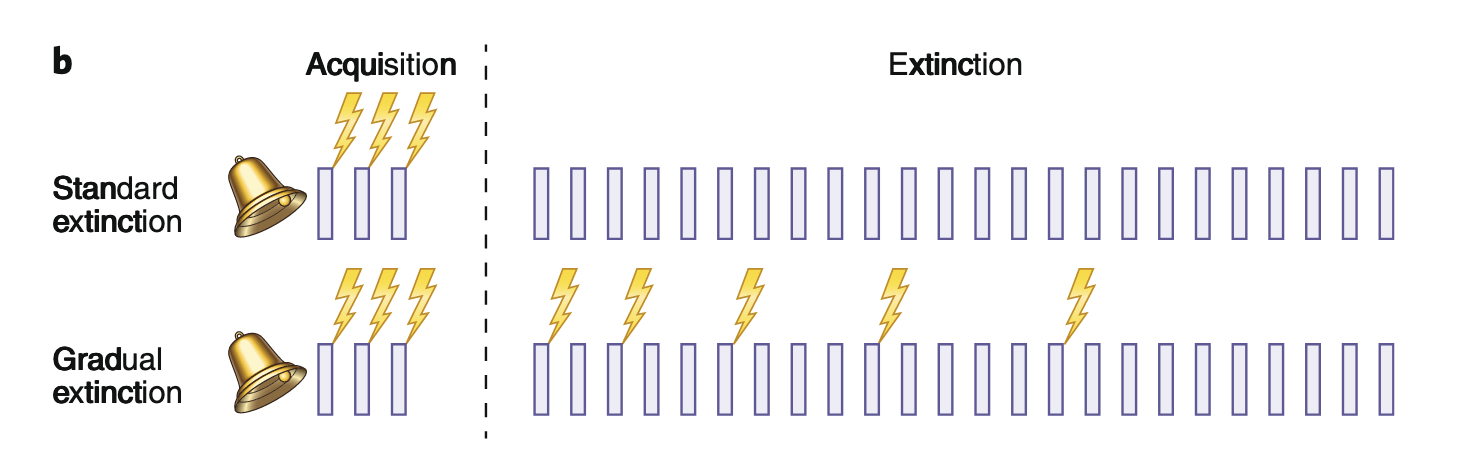 b
Acquisition
Extinction
Standard
extinction
Gradual
extinction